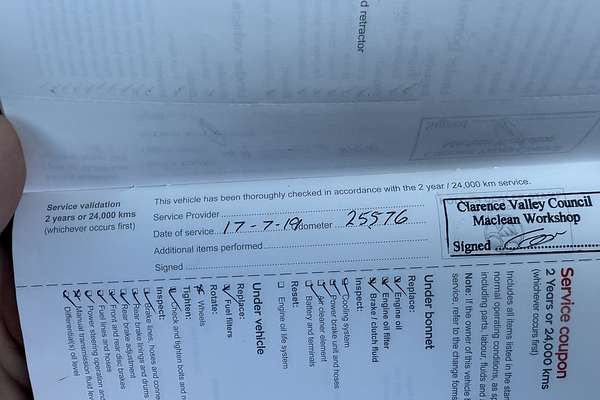 d retractor
Service validation
2 years or 24,000 kms
(whichever occurs first)
This vehicle has been thoroughly checked in accordance with the 2 year / 24,000 km service.
Service Provider
Date of service 17-7-19 dometer 25576
Additional items performed
Signed
Clarence Valley Council
Maclean Workshop
Signed
Service coupon
2 Years or 24,000 kms
(whichever occurs first)
Includes all items listed in the stan
normal operating conditions, as sp
including parts, labour, fluids and
Note: If the owner of this vehicle
service, refer to the change forms
Under bonnet
Replace:
Engine oil
Engine oil filter
Brake / clutch fluid
Inspect:
Cooling system
Power brake unit and hoses
Air cleaner element
Battery and terminals
Reset:
Engine oil life system
Under vehicle
Replace:
Fuel filters
Rotate:
Wheels
Tighten:
Check and tighten bolts and n
Inspect:
Brake lines, hoses and conne
Rear brake linings and drums
Rear brake adjustment
Front and rear disc brakes
Fuel lines and hoses
Power steering operation and
Manual transmission fluid lev
Differential(s) oil level